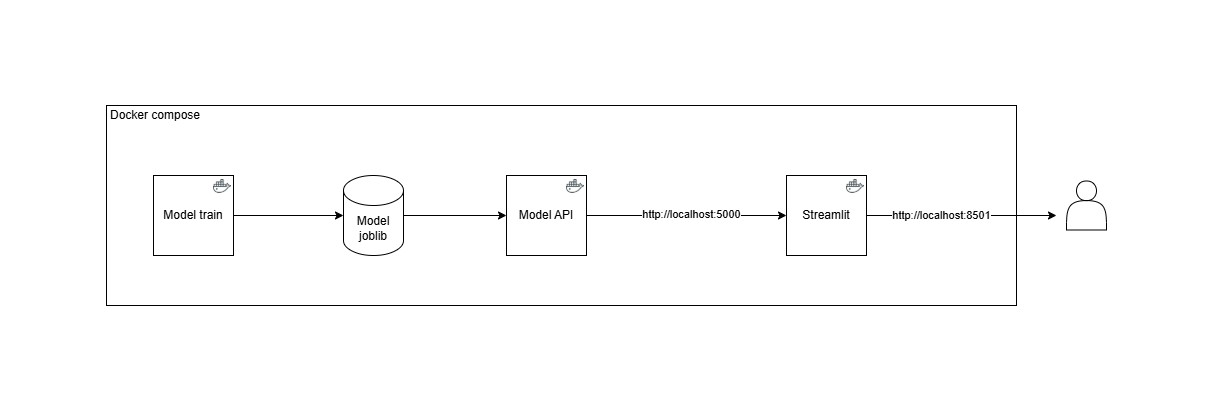 Docker compose
Model train
Model
joblib
Model API
http://localhost:5000
Streamlit
http://localhost:8501